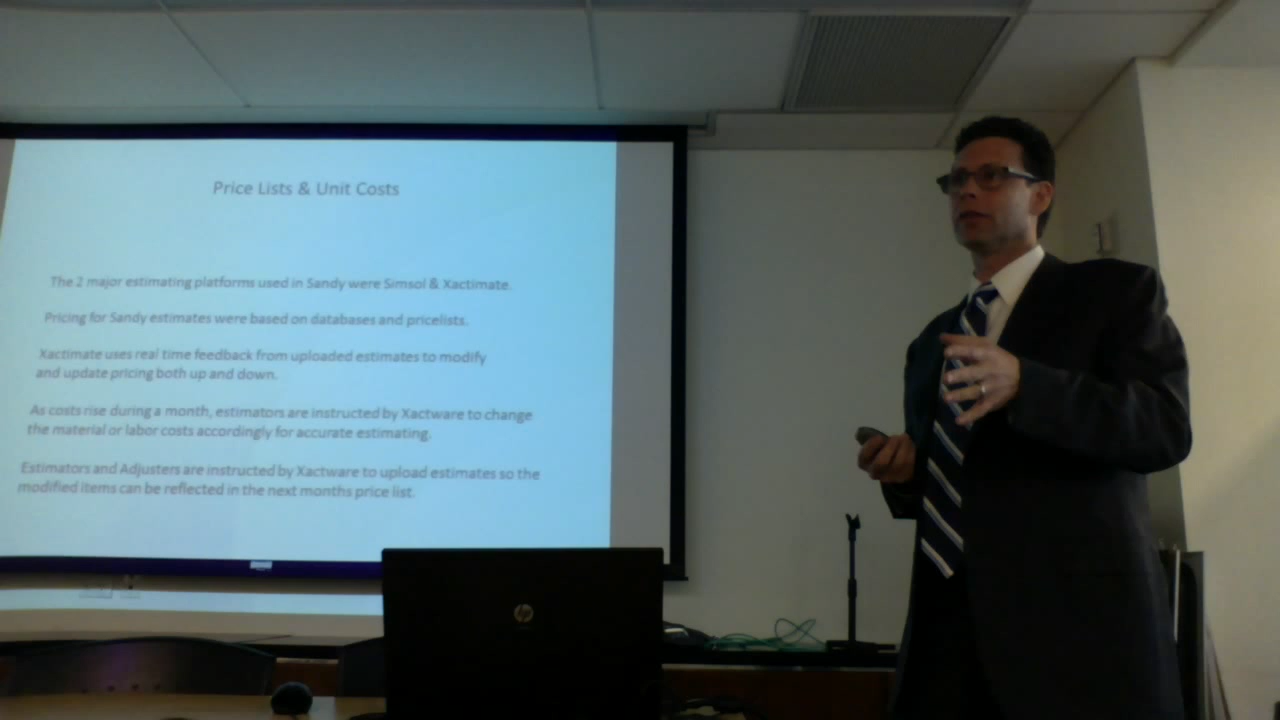 Price Lists & Unit Costs
The 2 major estimating platforms used in Sandy were Simsol & Xactimate.
Pricing for Sandy estimates were based on databases and pricelists.
Xactimate uses real time feedback from uploaded estimates to modify
and update pricing both up and down.
As costs rise during a month, estimators are instructed by Xactware to change
the material or labor costs accordingly for accurate estimating.
Estimators and Adjusters are instructed by Xactware to upload estimates so the
modified items can be reflected in the next months price list.
hp